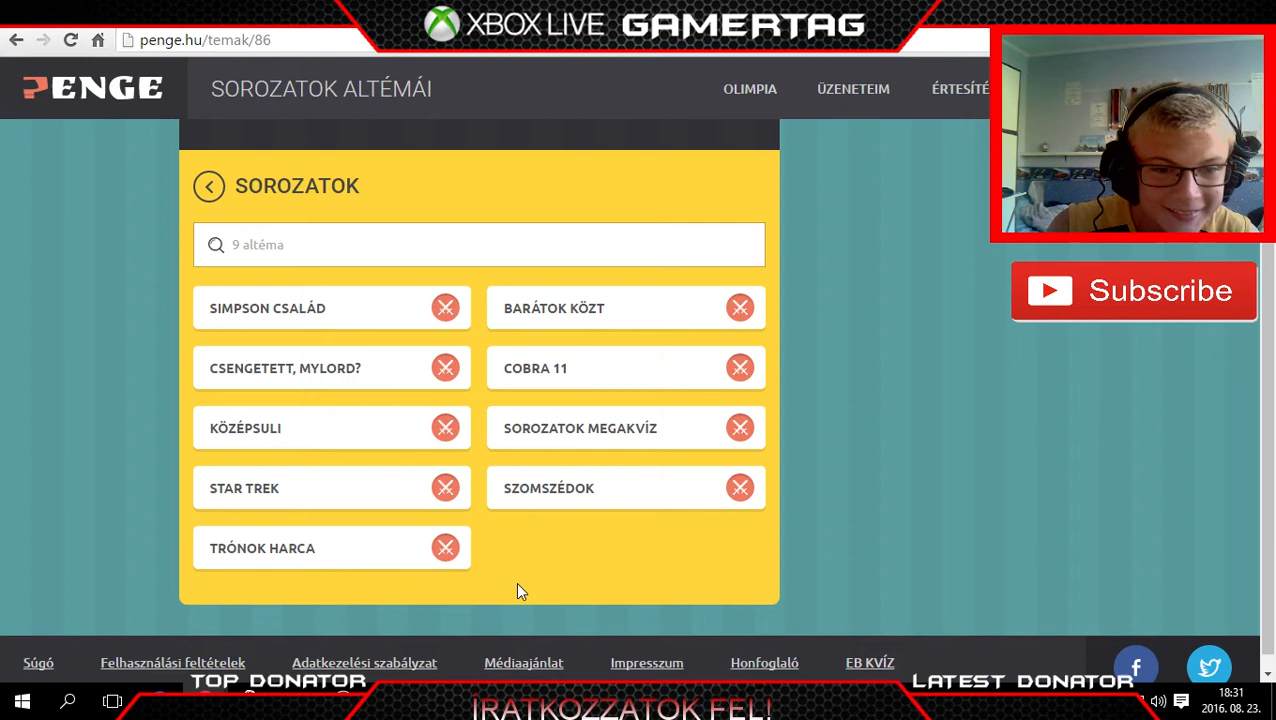 XBOX LIVE GAMERTAG
penge.hu/temak/86
PENGE
SOROZATOK ALTÉMÁI
OLIMPIA
ÜZENETEIM
ÉRTESÍTÉ
SOROZATOK
9 altéma
SIMPSON CSALÁD
BARÁTOK KÖZT
CSENGETETT, MYLORD?
COBRA 11
KÖZÉPSULI
SOROZATOK MEGAKVÍZ
STAR TREK
SZOMSZÉDOK
TRÓNOK HARCA
Subscribe
Súgó
Felhasználási feltételek
Adatkezelési szabályzat
Médiaajánlat
Impresszum
Honfoglaló
EB KVÍZ
TOP DONATOR
LATEST DONATOR
İRATKOZZATOK FEL!
18:31
2016. 08. 23.